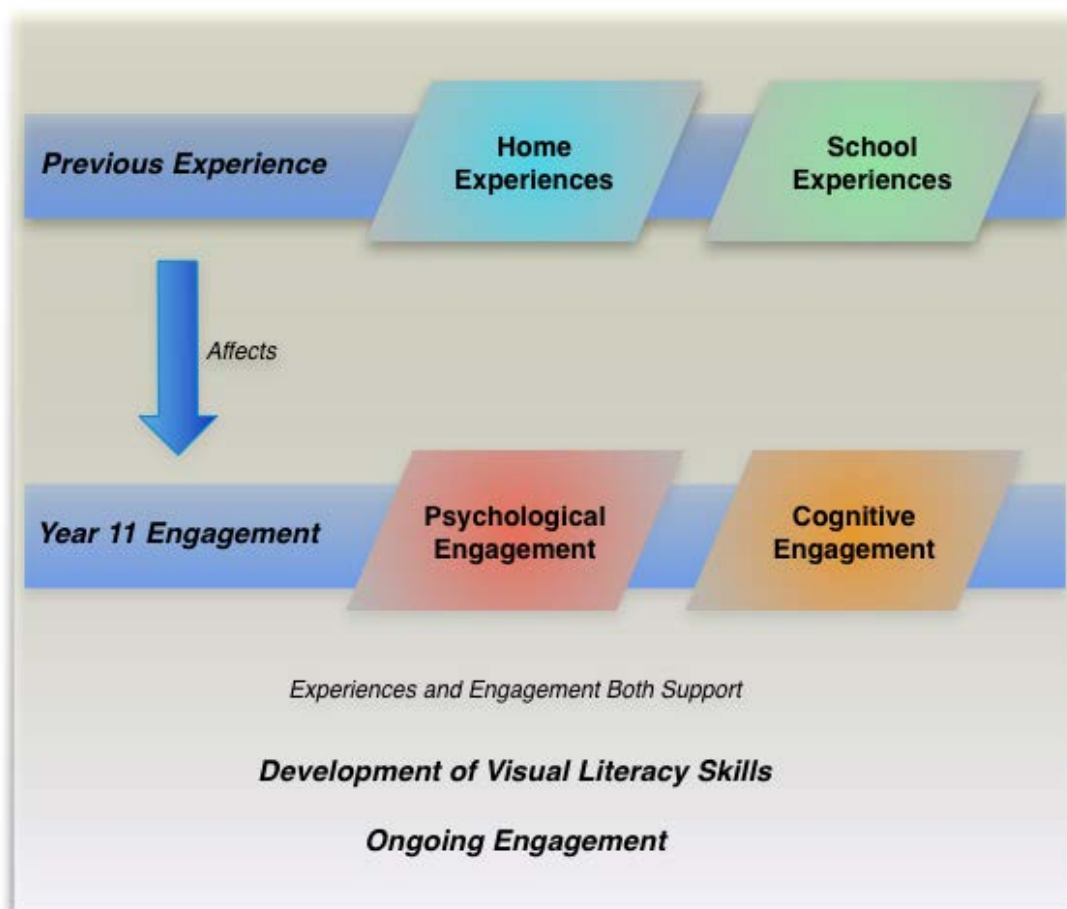 Previous Experience
Home
Experiences
School
Experiences
Affects
Year 11 Engagement
Psychological
Engagement
Cognitive
Engagement
Experiences and Engagement Both Support
Development of Visual Literacy Skills
Ongoing Engagement